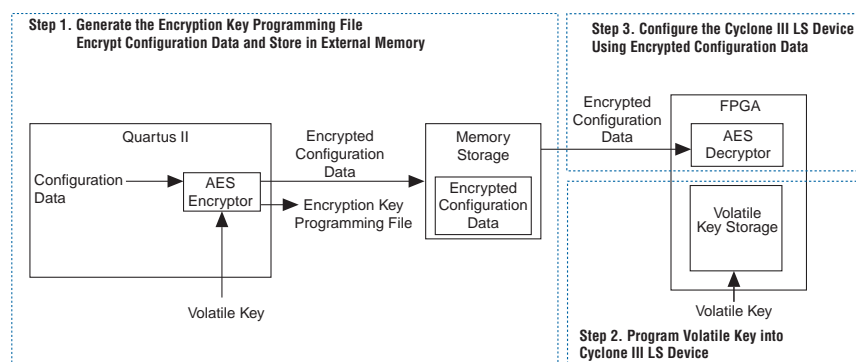 Step 1. Generate the Encryption Key Programming File
Encrypt Configuration Data and Store in External Memory
Step 3. Configure the Cyclone III LS Device
Using Encrypted Configuration Data
Quartus II
Configuration
Data
AES
Encryptor
Encrypted
Configuration
Data
Encryption Key
Programming File
Volatile Key
Memory
Storage
Encrypted
Configuration
Data
Encrypted
Configuration
Data
FPGA
AES
Decryptor
Volatile
Key Storage
Volatile Key
Step 2. Program Volatile Key into
Cyclone III LS Device